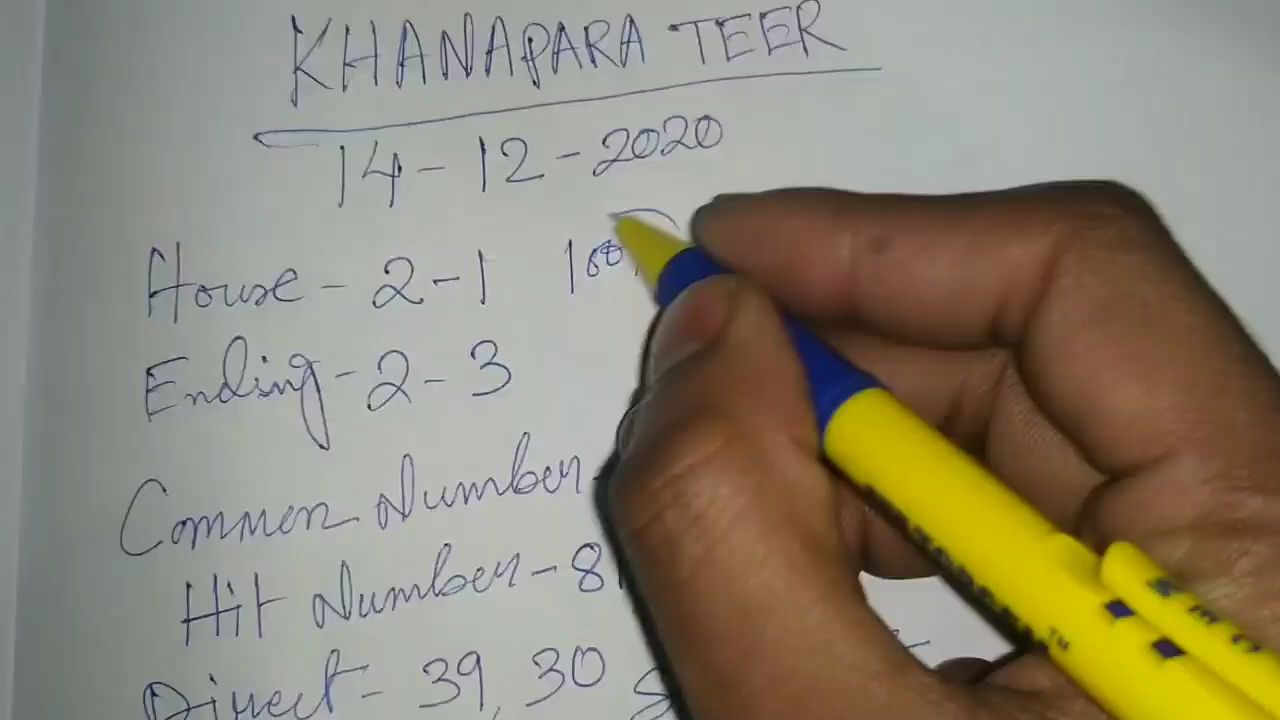 KHANAPARA TEER
14-12-2020
House - 2-1 100
Ending - 2-3
Common Number
Hit Number - 8
Direct - 39, 30